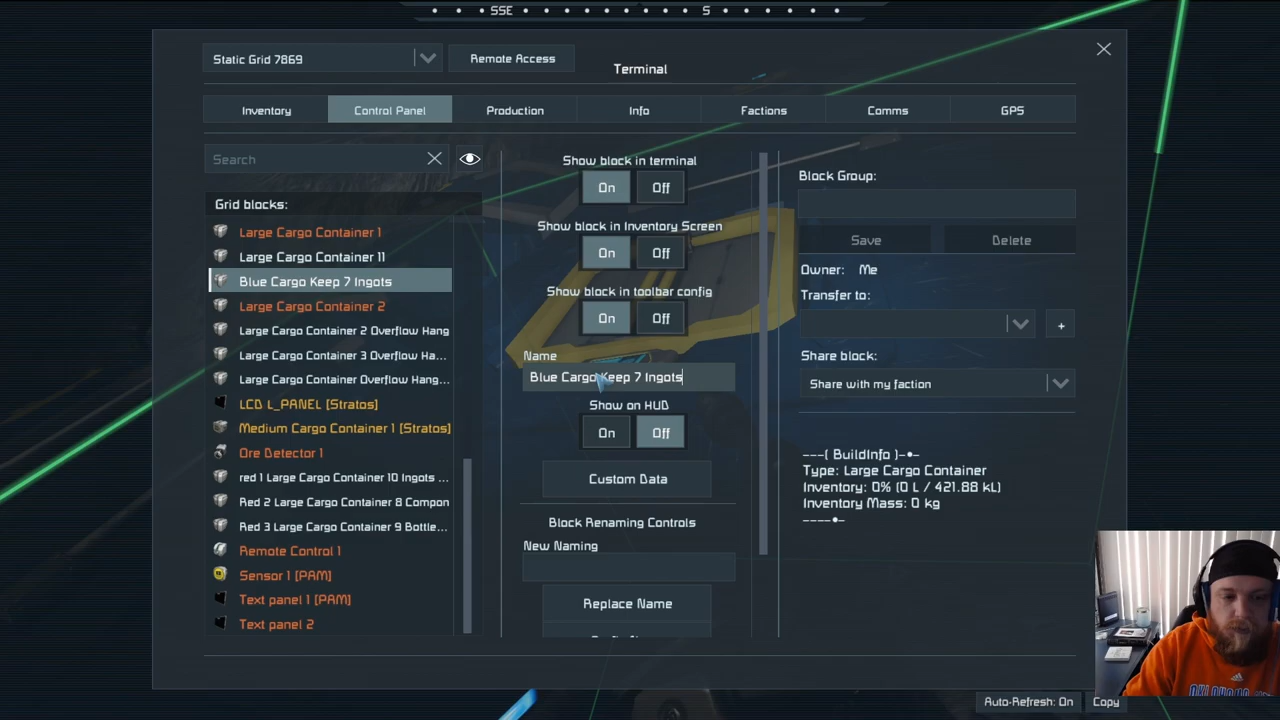 SSE
S
Static Grid 7869
Remote Access
Terminal
Inventory
Control Panel
Production
Info
Factions
Comms
GPS
Search
Grid blocks:
Large Cargo Container 1
Large Cargo Container 11
Blue Cargo Keep 7 Ingots
Large Cargo Container 2
Large Cargo Container 2 Overflow Hang
Large Cargo Container 3 Overflow Ha...
Large Cargo Container Overflow Hang...
LCD L_PANEL [Stratos]
Medium Cargo Container 1 [Stratos]
Ore Detector 1
red 1 Large Cargo Container 10 Ingots ...
Red 2 Large Cargo Container 8 Compon
Red 3 Large Cargo Container 9 Bottle...
Remote Control 1
Sensor 1 [PAM]
Text panel 1 [PAM]
Text panel 2
Show block in terminal
On Off
Show block in Inventory Screen
On Off
Show block in toolbar config
On Off
Name
Blue Cargo Keep 7 Ingots
Show on HUD
On Off
Custom Data
Block Renaming Controls
New Naming
Replace Name
Block Group:
Save Delete
Owner: Me
Transfer to:
+
Share block:
Share with my faction
---( BuildInfo )-•-
Type: Large Cargo Container
Inventory: 0% (0 L / 421.88 kL)
Inventory Mass: 0 kg
----•-
Auto-Refresh: On
Copy